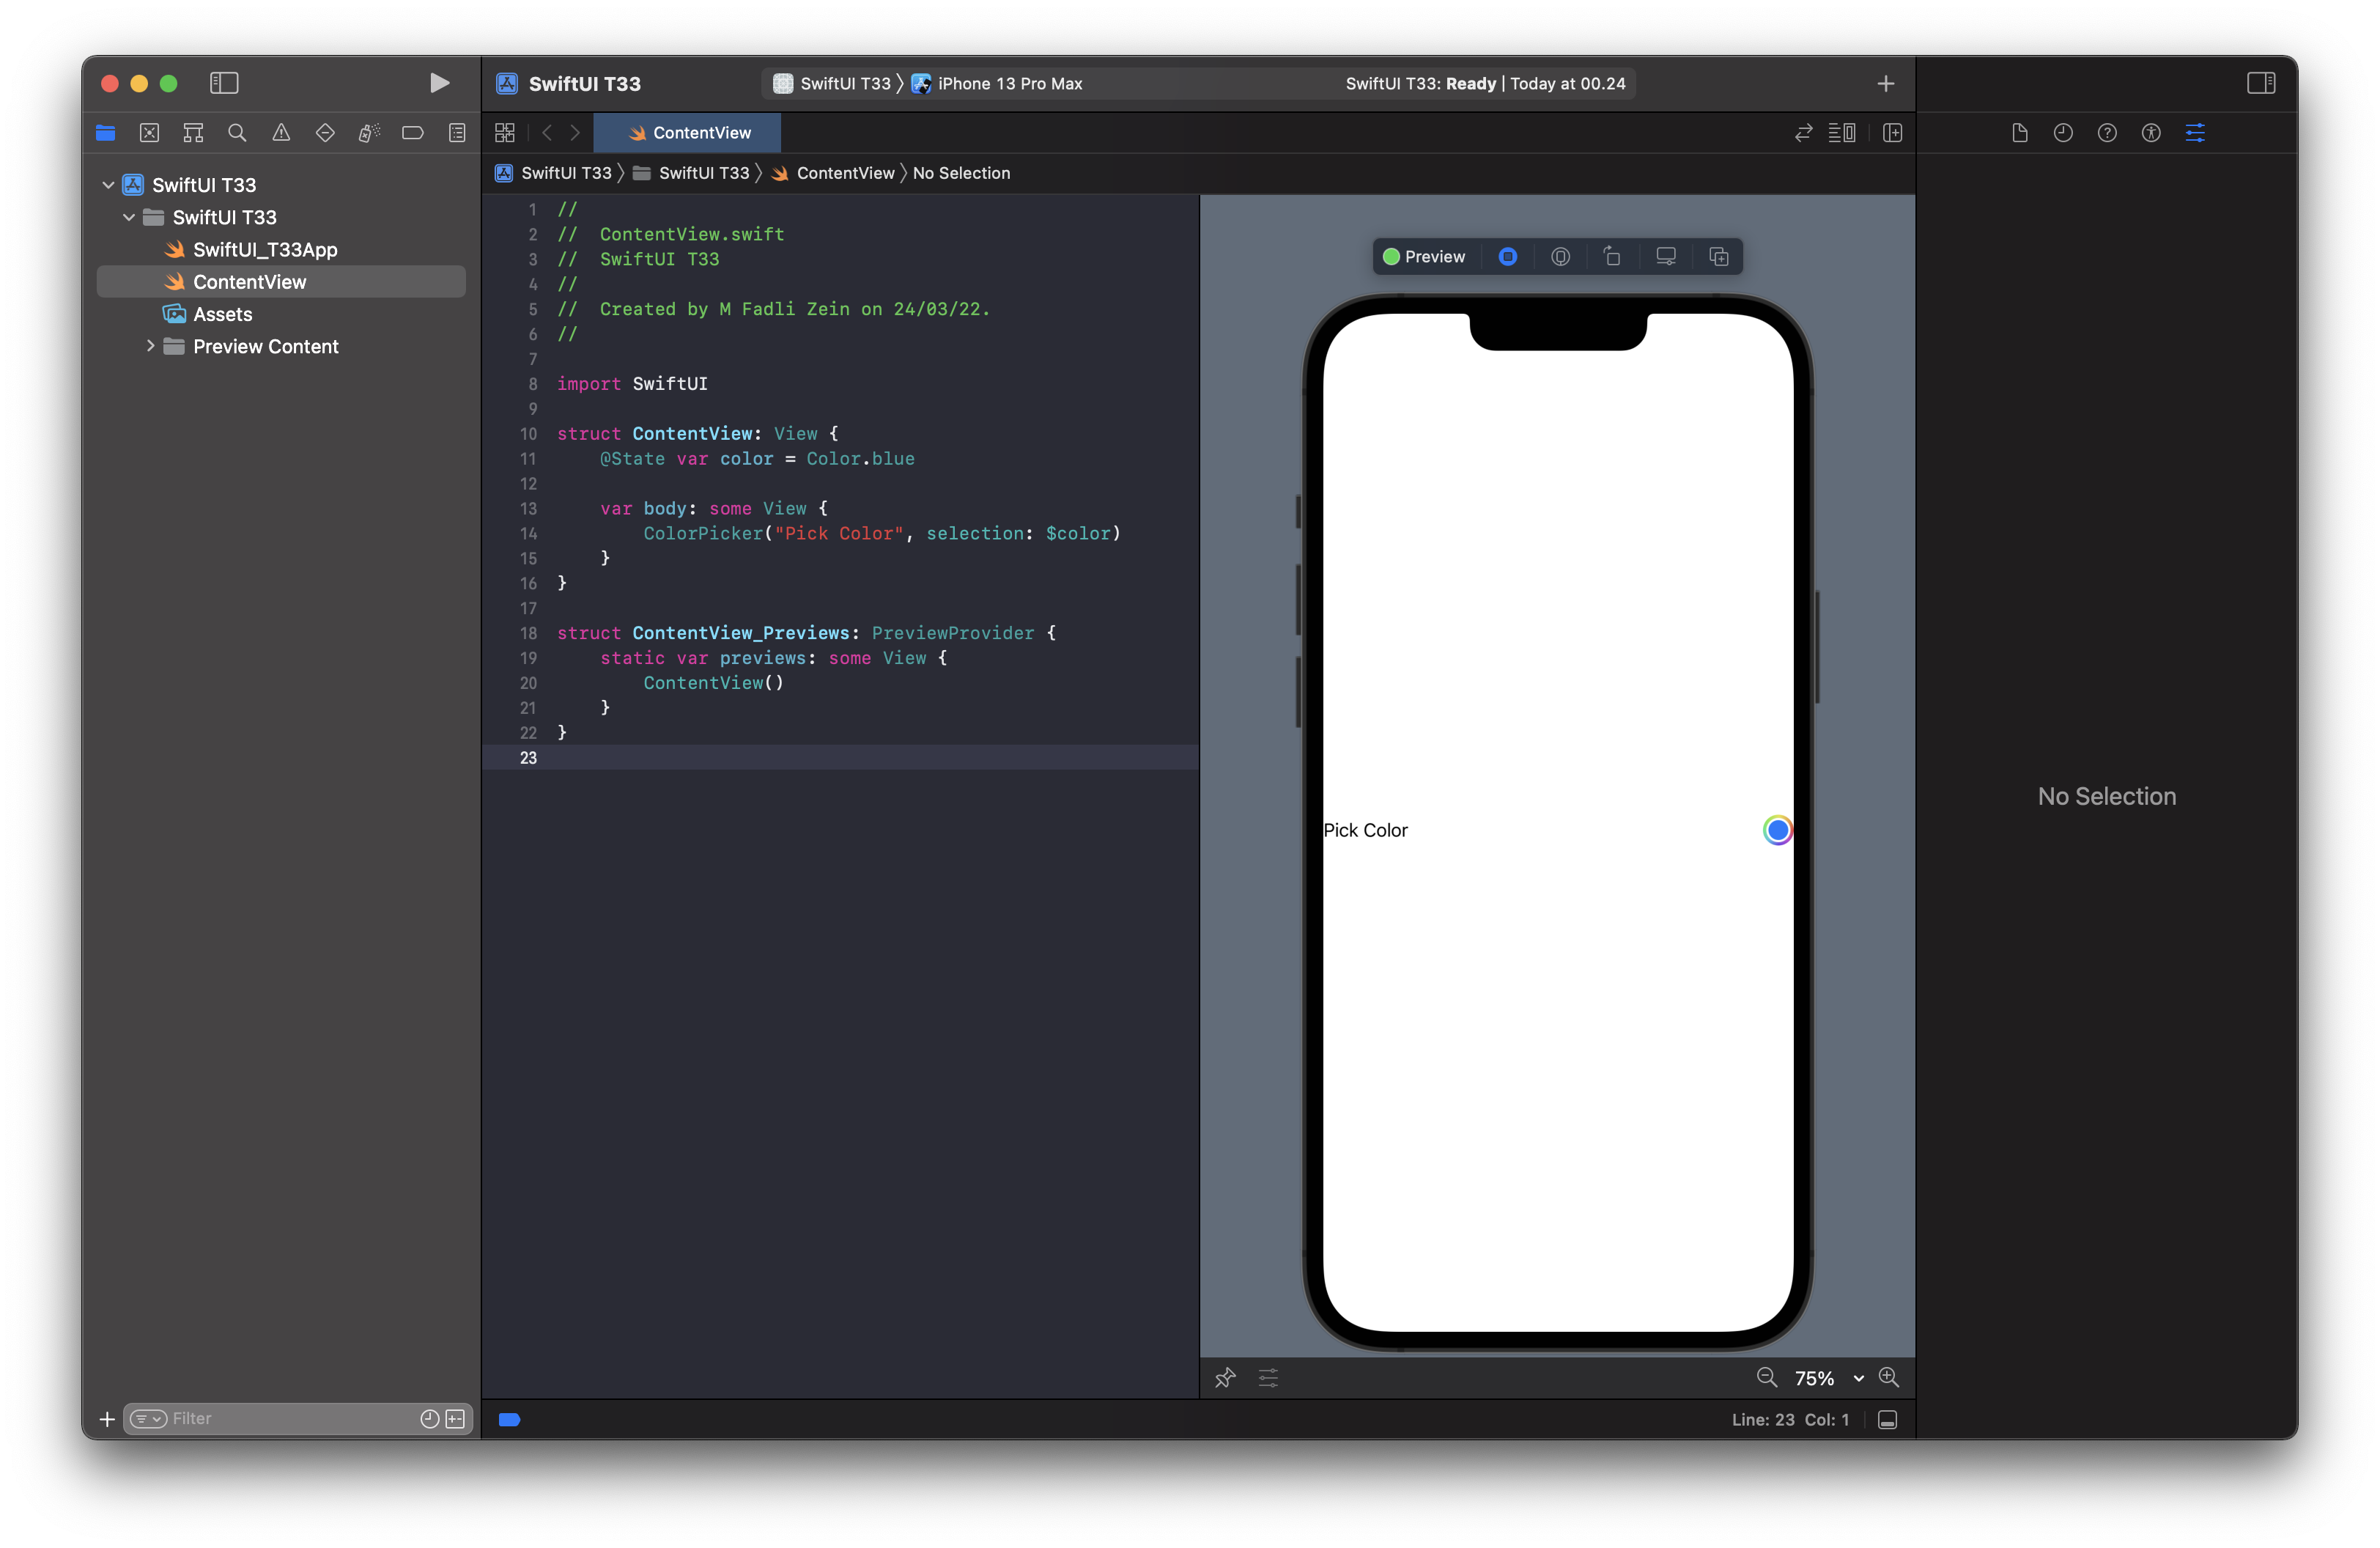 SwiftUI T33
SwiftUI T33 〉 iPhone 13 Pro Max
SwiftUI T33: Ready | Today at 00.24
ContentView
SwiftUI T33 〉 SwiftUI T33 〉 ContentView 〉 No Selection
SwiftUI T33
SwiftUI T33
SwiftUI_T33App
ContentView
Assets
Preview Content
Filter
1 //
2 //  ContentView.swift
3 //  SwiftUI T33
4 //
5 //  Created by M Fadli Zein on 24/03/22.
6 //
7
8 import SwiftUI
9
10 struct ContentView: View {
11     @State var color = Color.blue
12
13     var body: some View {
14         ColorPicker("Pick Color", selection: $color)
15     }
16 }
17
18 struct ContentView_Previews: PreviewProvider {
19     static var previews: some View {
20         ContentView()
21     }
22 }
23
Preview
Pick Color
75%
Line: 23 Col: 1
No Selection